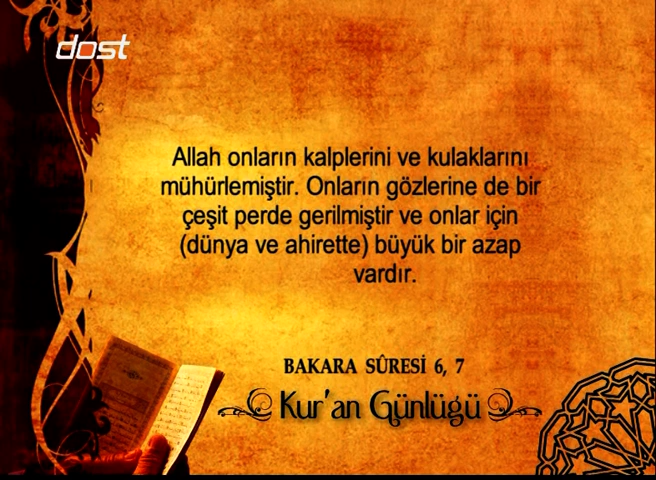 dost
Allah onların kalplerini ve kulaklarını
mühürlemiştir. Onların gözlerine de bir
çeşit perde gerilmiştir ve onlar için
(dünya ve ahirette) büyük bir azap
vardır.
BAKARA SÛRESİ 6, 7
Kur'an Günlüğü